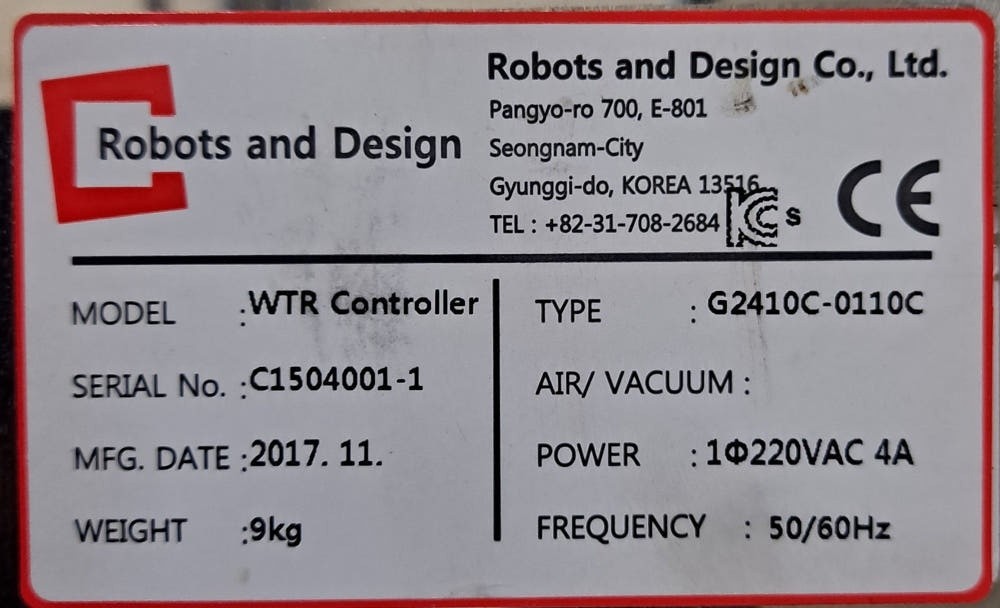 Robots and Design
Robots and Design Co., Ltd.
Pangyo-ro 700, E-801
Seongnam-City
Gyunggi-do, KOREA 13516
TEL : +82-31-708-2684
KC s
CE
MODEL :WTR Controller
SERIAL No. :C1504001-1
MFG. DATE :2017. 11.
WEIGHT :9kg
TYPE : G2410C-0110C
AIR/ VACUUM :
POWER : 1Φ220VAC 4A
FREQUENCY : 50/60Hz